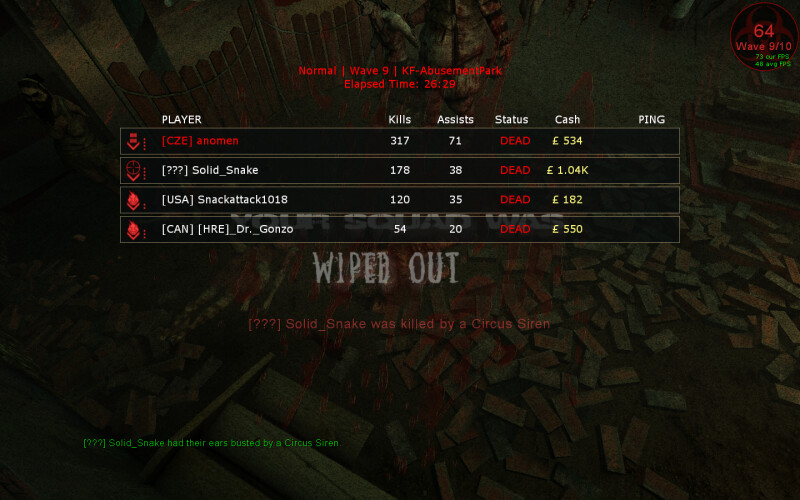 64
Wave 9/10
73 cur FPS
48 avg FPS
Normal | Wave 9 | KF-AbusementPark
Elapsed Time: 26:29
PLAYER Kills Assists Status Cash PING
[CZE] anomen 317 71 DEAD £ 534
[???] Solid_Snake 178 38 DEAD £ 1.04K
[USA] Snackattack1018 120 35 DEAD £ 182
YOUR SQUAD WAS
[CAN] [HRE]_Dr._Gonzo 54 20 DEAD £ 550
WIPED OUT
[???] Solid_Snake was killed by a Circus Siren
[???] Solid_Snake had their ears busted by a Circus Siren.